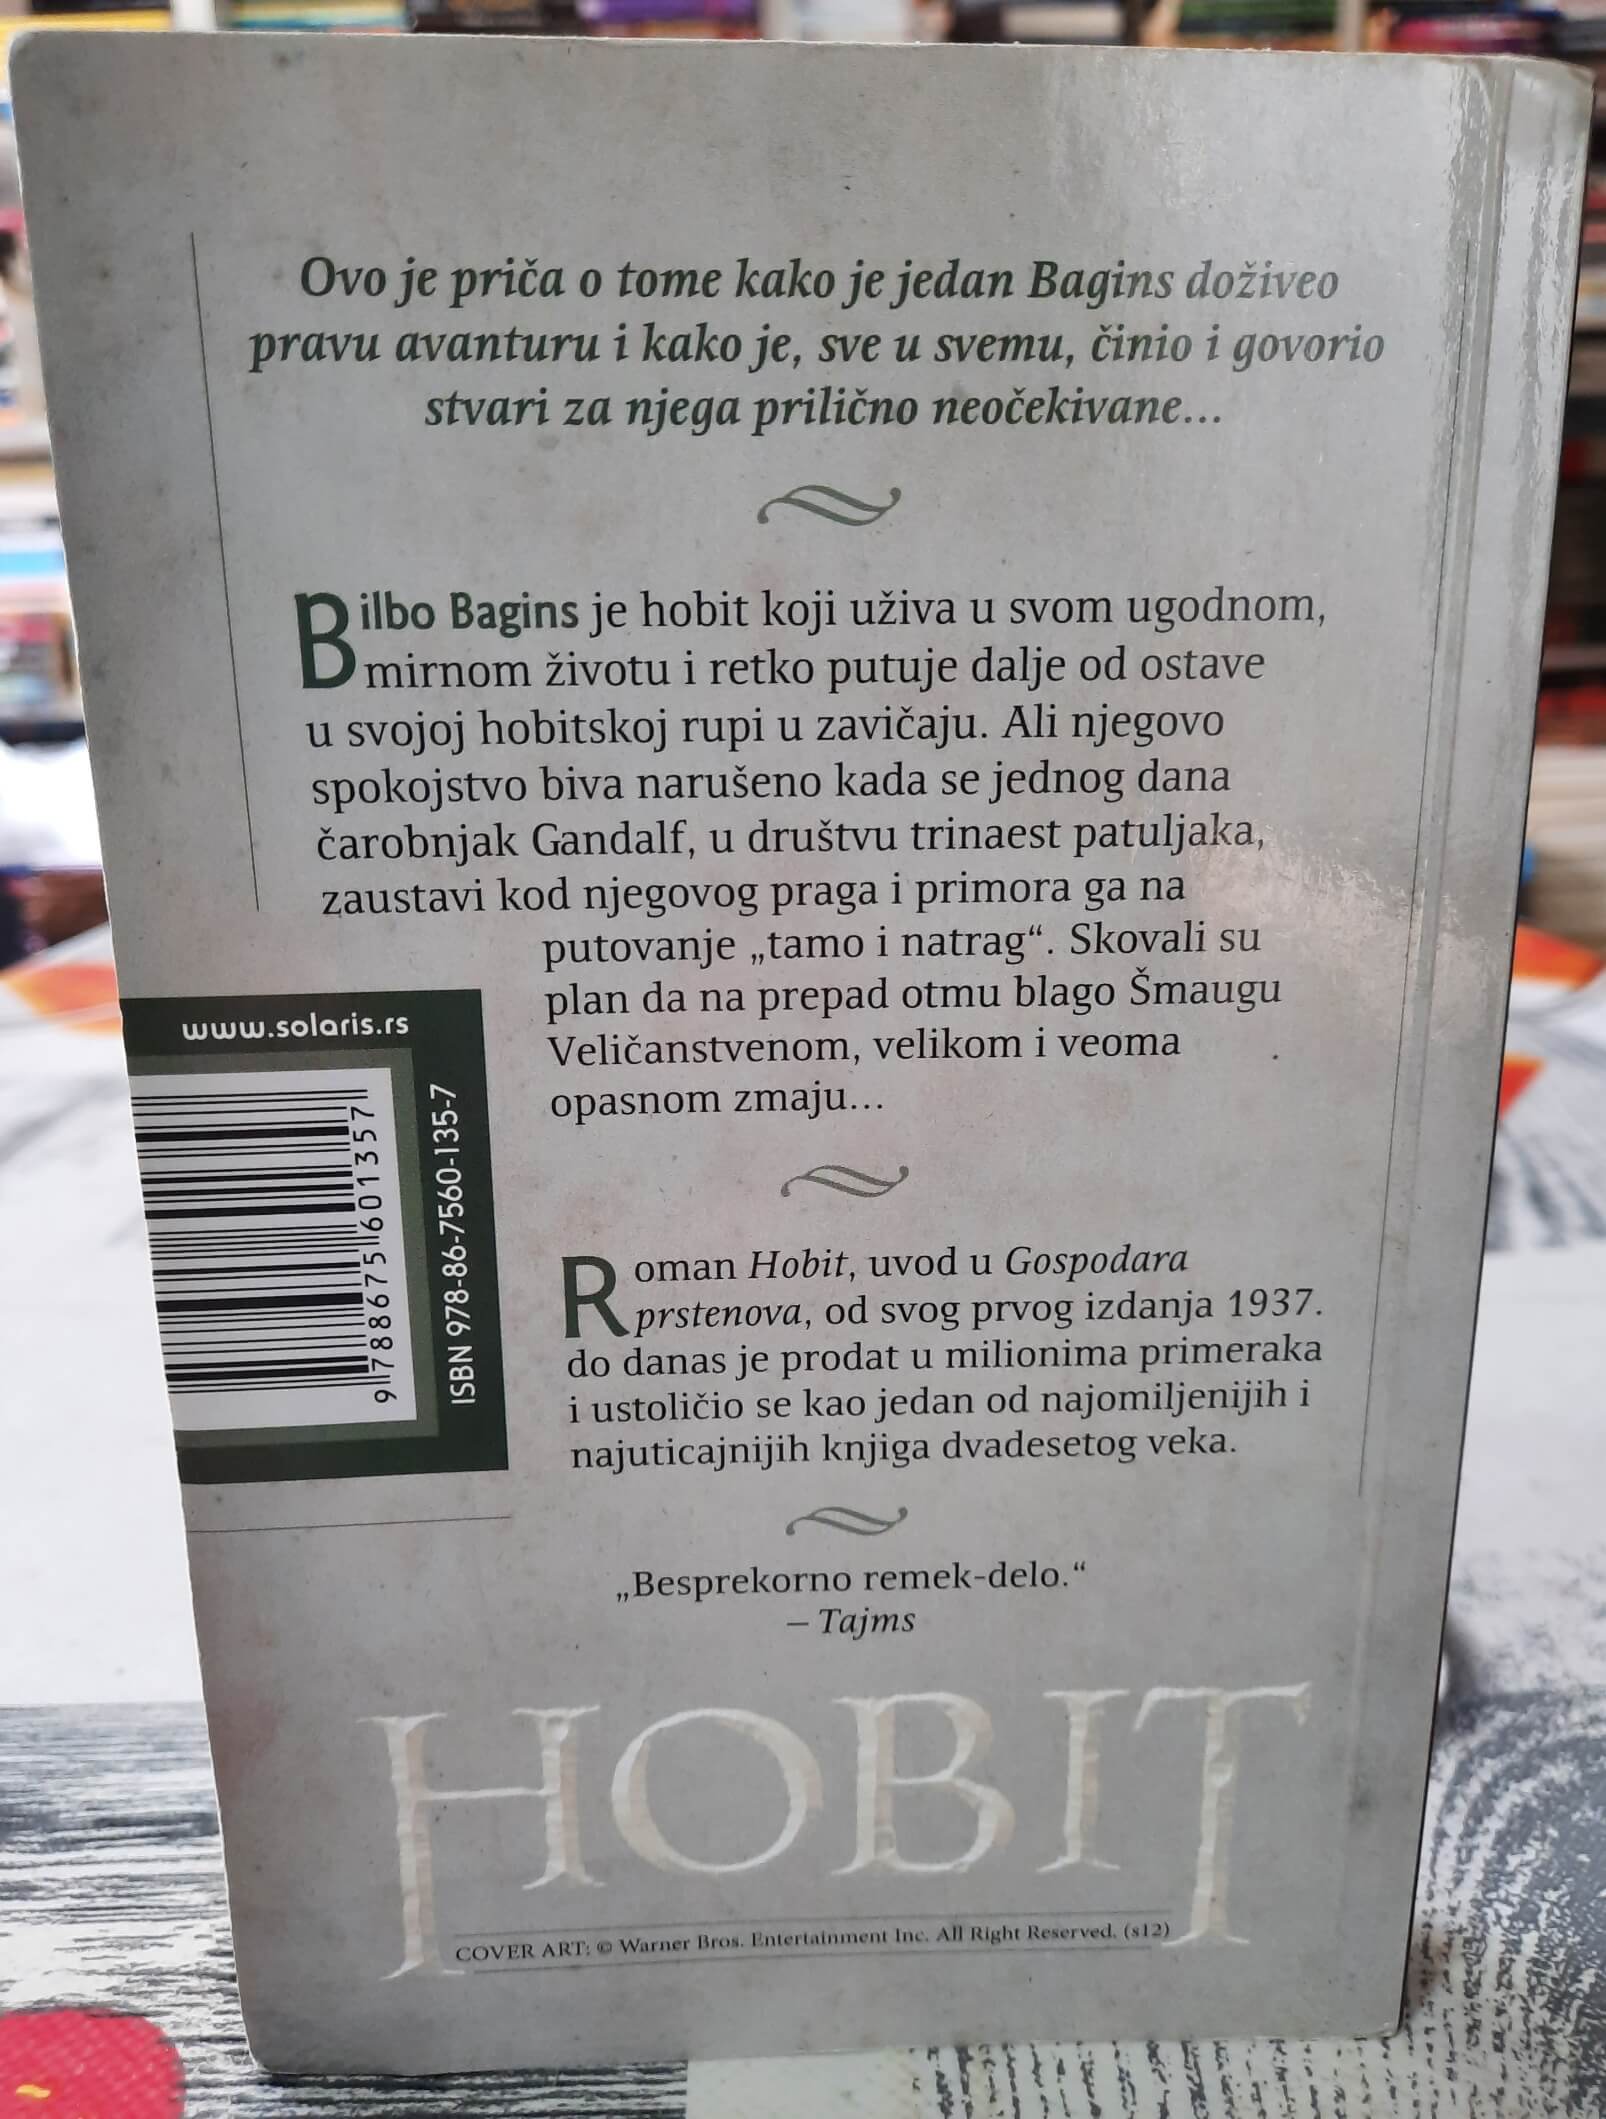 Ovo je priča o tome kako je jedan Bagins doživeo
pravu avanturu i kako je, sve u svemu, činio i govorio
stvari za njega prilično neočekivane...
Bilbo Bagins je hobit koji uživa u svom ugodnom,
mirnom životu i retko putuje dalje od ostave
u svojoj hobitskoj rupi u zavičaju. Ali njegovo
spokojstvo biva narušeno kada se jednog dana
čarobnjak Gandalf, u društvu trinaest patuljaka,
zaustavi kod njegovog praga i primora ga na
putovanje „tamo i natrag“. Skovali su
plan da na prepad otmu blago Šmaugu
Veličanstvenom, velikom i veoma
opasnom zmaju...
www.solaris.rs
9 788675 601357
ISBN 978-86-7560-135-7
Roman Hobit, uvod u Gospodara
prstenova, od svog prvog izdanja 1937.
do danas je prodat u milionima primeraka
i ustoličio se kao jedan od najomiljenijih i
najuticajnijih knjiga dvadesetog veka.
„Besprekorno remek-delo.“
– Tajms
HOBIT
COVER ART: © Warner Bros. Entertainment Inc. All Right Reserved. (s12)